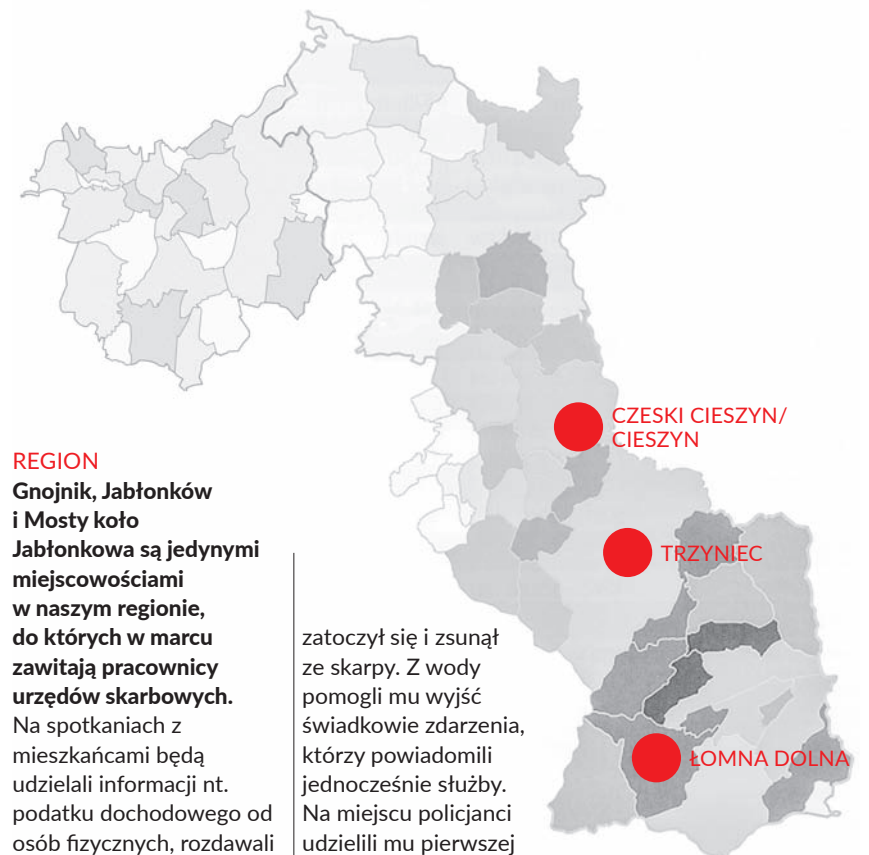 REGION
Gnojnik, Jabłonków
i Mosty koło
Jabłonkowa są jedynymi
miejscowościami
w naszym regionie,
do których w marcu
zawitają pracownicy
urzędów skarbowych.
Na spotkaniach z
mieszkańcami będą
udzielali informacji nt.
podatku dochodowego od
osób fizycznych, rozdawali
zatoczył się i zsunął
ze skarpy. Z wody
pomogli mu wyjść
świadkowie zdarzenia,
którzy powiadomili
jednocześnie służby.
Na miejscu policjanci
udzielili mu pierwszej
CZESKI CIESZYN/
CIESZYN
TRZYNIEC
ŁOMNA DOLNA